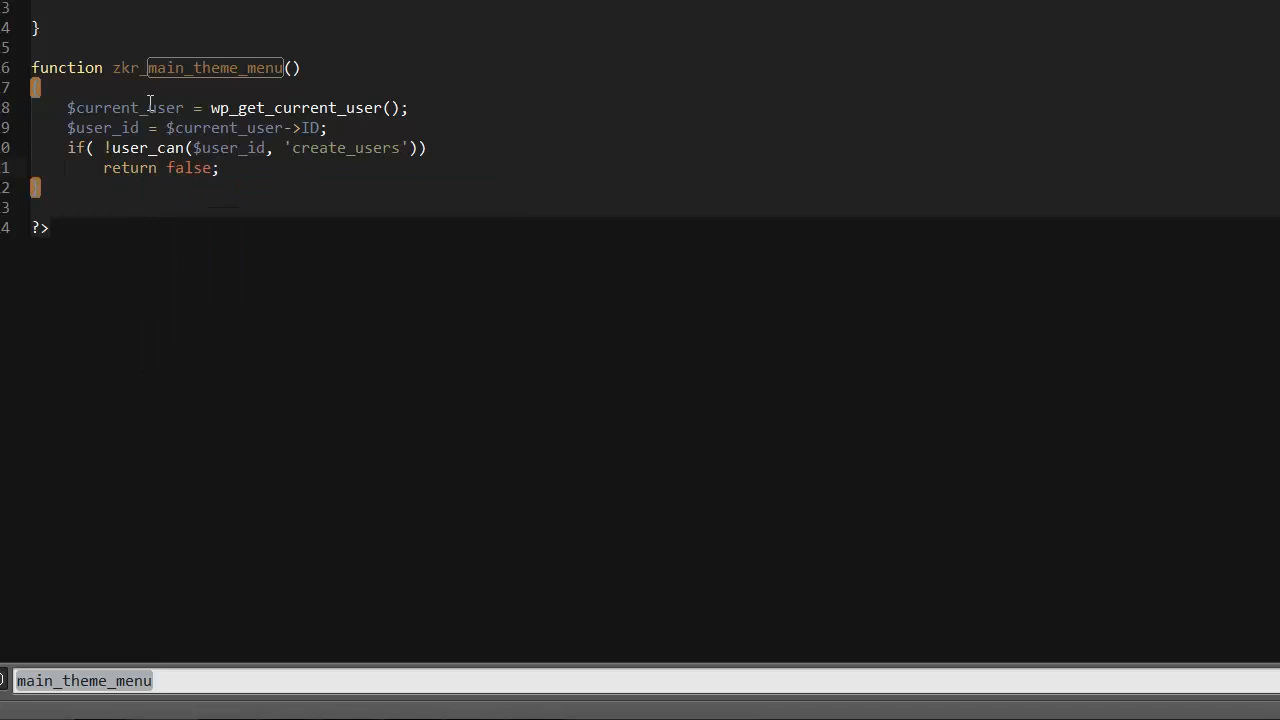 3
4 }
5
6 function zkr_main_theme_menu()
7 {
8 $current_user = wp_get_current_user();
9 $user_id = $current_user->ID;
0 if( !user_can($user_id, 'create_users'))
1 return false;
2 }
3
4 ?>
main_theme_menu